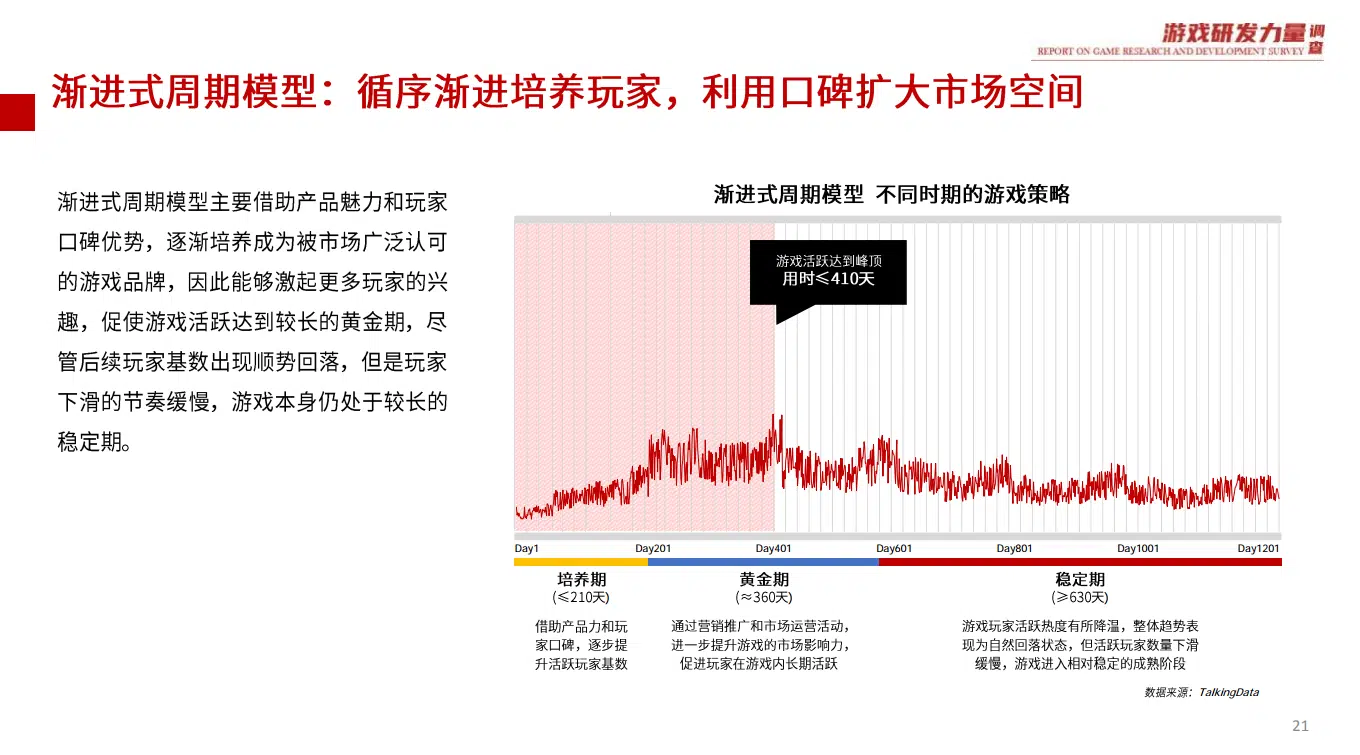 游戏研发力量调查
REPORT ON GAME RESEARCH AND DEVELOPMENT SURVEY
渐进式周期模型：循序渐进培养玩家，利用口碑扩大市场空间
渐进式周期模型主要借助产品魅力和玩家
口碑优势，逐渐培养成为被市场广泛认可
的游戏品牌，因此能够激起更多玩家的兴
趣，促使游戏活跃达到较长的黄金期，尽
管后续玩家基数出现顺势回落，但是玩家
下滑的节奏缓慢，游戏本身仍处于较长的
稳定期。
渐进式周期模型 不同时期的游戏策略
游戏活跃达到峰顶
用时≤410天
Day1 Day201 Day401 Day601 Day801 Day1001 Day1201
培养期
(≤210天)
借助产品力和玩
家口碑，逐步提
升活跃玩家基数
黄金期
(≈360天)
通过营销推广和市场运营活动，
进一步提升游戏的市场影响力，
促进玩家在游戏内长期活跃
稳定期
(≥630天)
游戏玩家活跃热度有所降温，整体趋势表
现为自然回落状态，但活跃玩家数量下滑
缓慢，游戏进入相对稳定的成熟阶段
数据来源：TalkingData
21